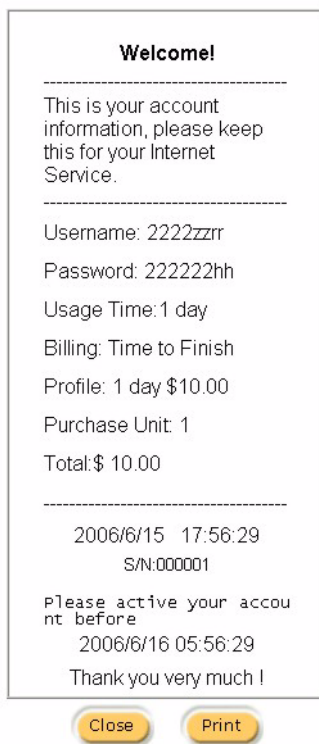 Welcome!
--------------------------------------
This is your account
information, please keep
this for your Internet
Service.
--------------------------------------
Username: 2222zzrr
Password: 222222hh
Usage Time:1 day
Billing: Time to Finish
Profile: 1 day $10.00
Purchase Unit: 1
Total:$ 10.00
--------------------------------------
2006/6/15 17:56:29
S/N:000001
Please active your accou
nt before
2006/6/16 05:56:29
Thank you very much !
Close Print